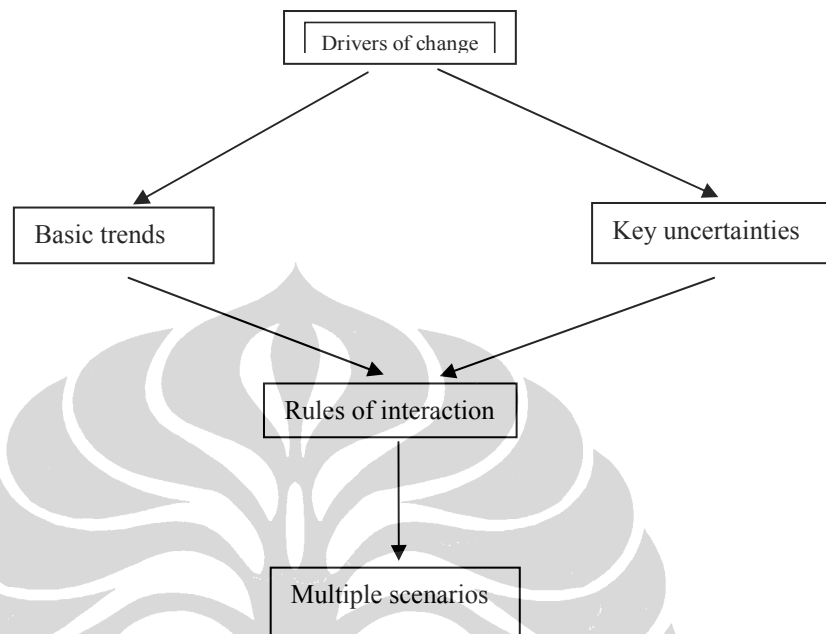 Drivers of change
Basic trends
Key uncertainties
Rules of interaction
Multiple scenarios